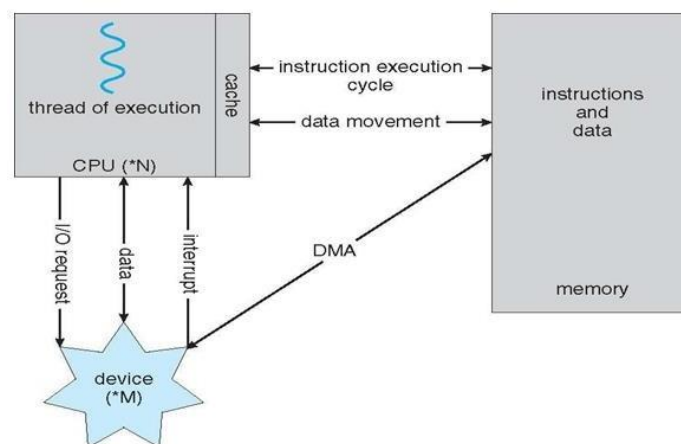 thread of execution
cache
CPU (*N)
instruction execution
cycle
data movement
instructions
and
data
memory
I/O request
data
interrupt
DMA
device
(*M)